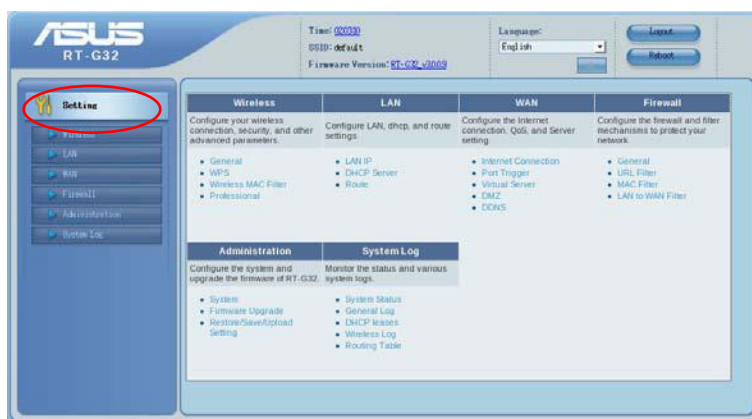 ASUS
RT-G32
Time: 020330
SSID: default
Firmware Version: RT-G32_v3009
Language:
English
Logout
Reboot
Setting
Wireless
LAN
WAN
Firewall
Administration
System Log
Wireless
Configure your wireless
connection, security, and other
advanced parameters.
• General
• WPS
• Wireless MAC Filter
• Professional
LAN
Configure LAN, dhcp, and route
settings.
• LAN IP
• DHCP Server
• Route
WAN
Configure the Internet
connection, QoS, and Server
setting.
• Internet Connection
• Port Trigger
• Virtual Server
• DMZ
• DDNS
Firewall
Configure the firewall and filter
mechanisms to protect your
network.
• General
• URL Filter
• MAC Filter
• LAN to WAN Filter
Administration
Configure the system and
upgrade the firmware of RT-G32.
• System
• Firmware Upgrade
• Restore/Save/Upload
Setting
System Log
Monitor the status and various
system logs.
• System Status
• General Log
• DHCP leases
• Wireless Log
• Routing Table